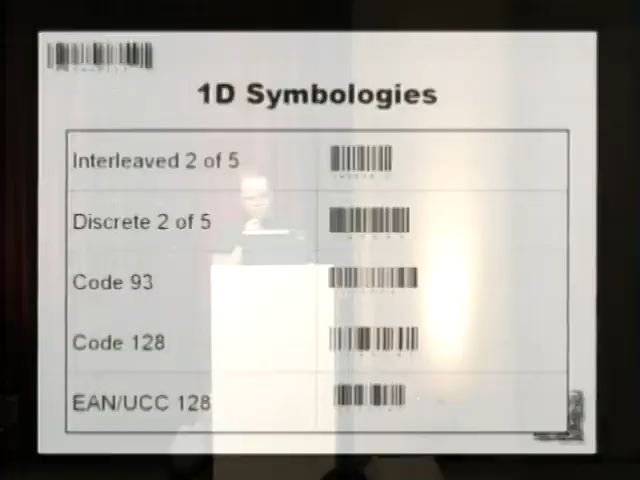 1D Symbologies
Interleaved 2 of 5
Discrete 2 of 5
Code 93
Code 128
EAN/UCC 128